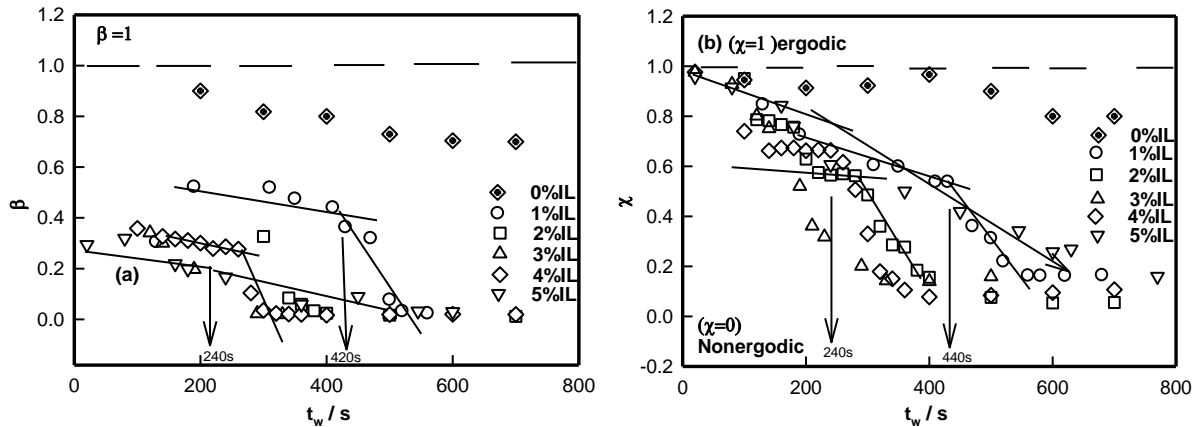 1.2
1.0
0.8
0.6
0.4
0.2
0.0
β
β=1
(a)
240s
420s
0%IL
1%IL
2%IL
3%IL
4%IL
5%IL
0 200 400 600 800
t_w / s
1.2
1.0
0.8
0.6
0.4
0.2
0.0
-0.2
χ
(b) (χ=1)ergodic
0%IL
1%IL
2%IL
3%IL
4%IL
5%IL
240s
440s
(χ=0)
Nonergodic
0 200 400 600 800
t_w / s